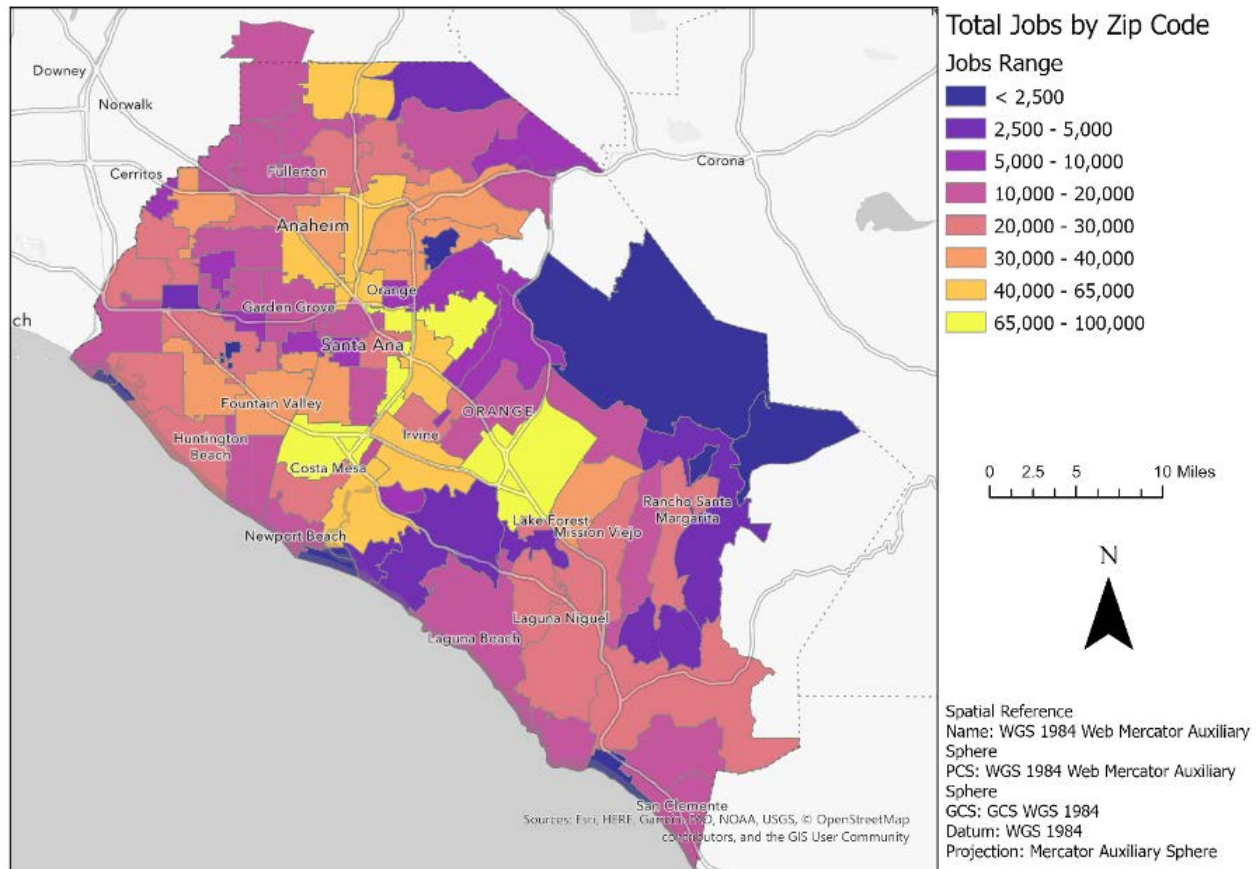 Total Jobs by Zip Code
Jobs Range
< 2,500
2,500 - 5,000
5,000 - 10,000
10,000 - 20,000
20,000 - 30,000
30,000 - 40,000
40,000 - 65,000
65,000 - 100,000
Downey
Norwalk
Cerritos
Fullerton
Corona
Anaheim
Orange
Garden Grove
ch
Santa Ana
Fountain Valley
ORANGE
Irvine
Huntington
Beach
Costa Mesa
Rancho Santa
Margarita
Lake Forest
Mission Viejo
Newport Beach
Laguna Niguel
Laguna Beach
San Clemente
0 2.5 5 10 Miles
N
Sources: Esri, HERE, Garmin, FAO, NOAA, USGS, © OpenStreetMap
contributors, and the GIS User Community
Spatial Reference
Name: WGS 1984 Web Mercator Auxiliary
Sphere
PCS: WGS 1984 Web Mercator Auxiliary
Sphere
GCS: GCS WGS 1984
Datum: WGS 1984
Projection: Mercator Auxiliary Sphere